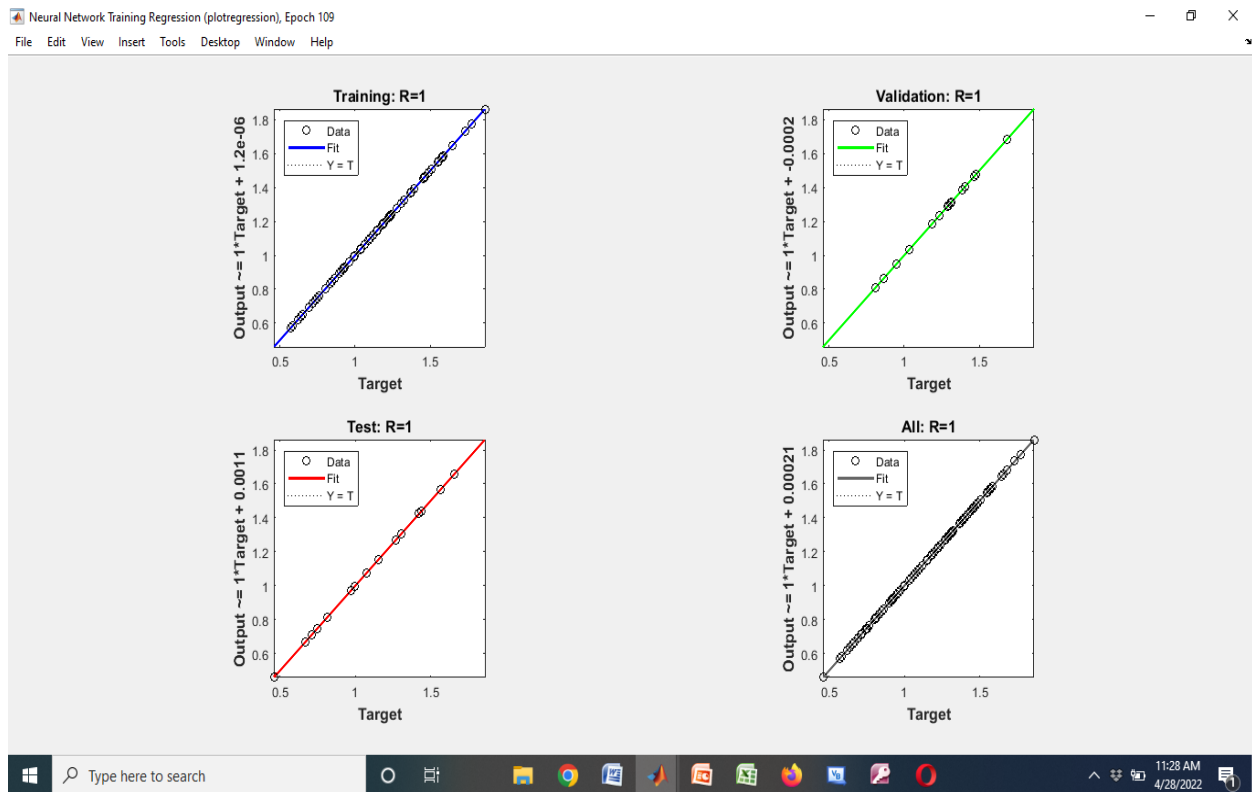 Neural Network Training Regression (plotregression), Epoch 109
File Edit View Insert Tools Desktop Window Help
Training: R=1
Output ~= 1*Target + 1.2e-06
1.8
1.6
1.4
1.2
1
0.8
0.6
Data
Fit
Y = T
0.5 1 1.5
Target
Validation: R=1
Output ~= 1*Target + -0.0002
1.8
1.6
1.4
1.2
1
0.8
0.6
Data
Fit
Y = T
0.5 1 1.5
Target
Test: R=1
Output ~= 1*Target + 0.0011
1.8
1.6
1.4
1.2
1
0.8
0.6
Data
Fit
Y = T
0.5 1 1.5
Target
All: R=1
Output ~= 1*Target + 0.00021
1.8
1.6
1.4
1.2
1
0.8
0.6
Data
Fit
Y = T
0.5 1 1.5
Target
Type here to search
11:28 AM
4/28/2022
1